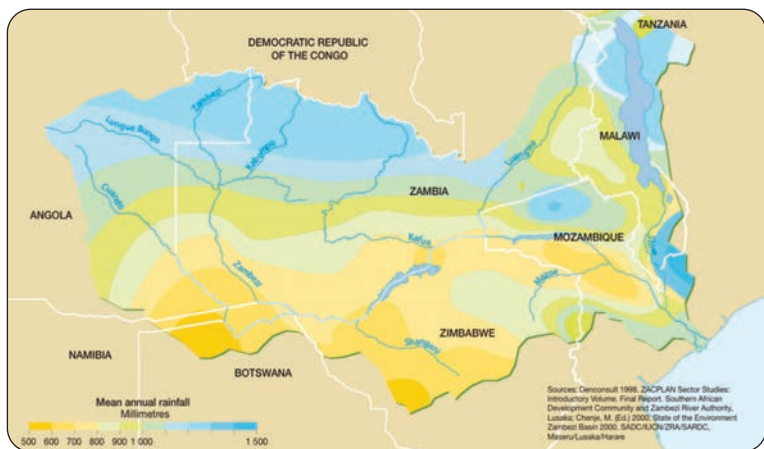 TANZANIA
DEMOCRATIC REPUBLIC
OF THE CONGO
Zambezi
Lungue Bungo
Kabompo
Luangwa
MALAWI
Cuando
ZAMBIA
ANGOLA
Kafue
MOZAMBIQUE
Shire
Zambezi
Mazoe
ZIMBABWE
Shangani
NAMIBIA
BOTSWANA
Mean annual rainfall
Millimetres
500 600 700 800 900 1 000 1 500
Sources: Denconsult 1998. ZACPLAN Sector Studies:
Introductory Volume. Final Report. Southern African
Development Community and Zambezi River Authority,
Lusaka; Chenje, M. (Ed.) 2000. State of the Environment
Zambezi Basin 2000, SADC/IUCN/ZRA/SARDC,
Maseru/Lusaka/Harare